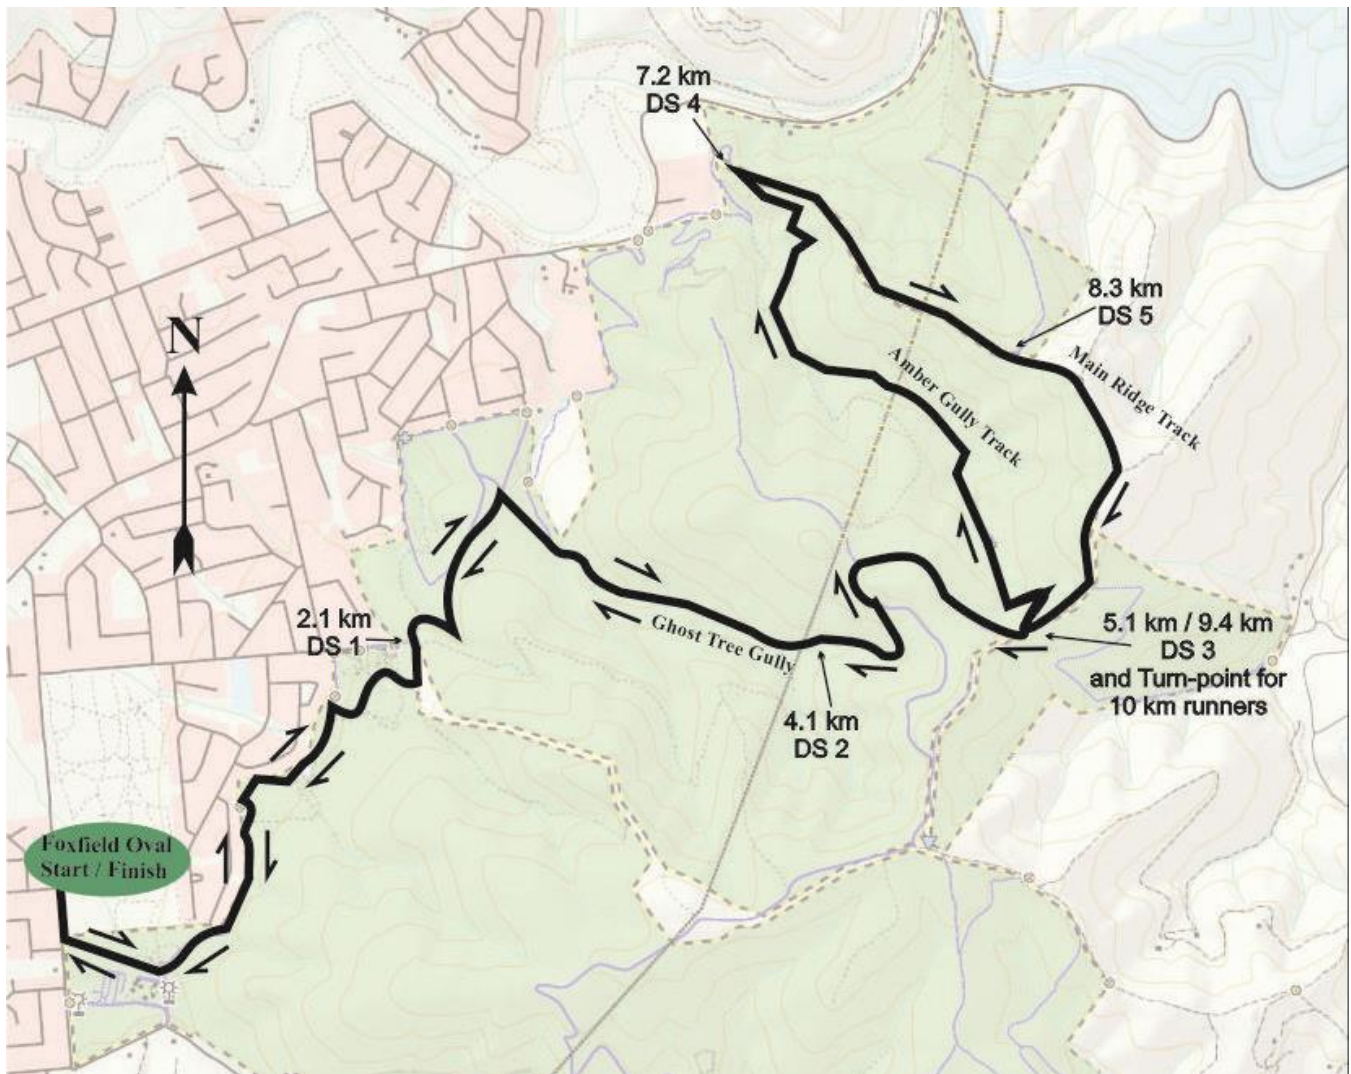 7.2 km
DS 4
8.3 km
DS 5
N
Main Ridge Track
Amber Gully Track
2.1 km
DS 1
Ghost Tree Gully
5.1 km / 9.4 km
DS 3
and Turn-point for
10 km runners
4.1 km
DS 2
Foxfield Oval
Start / Finish